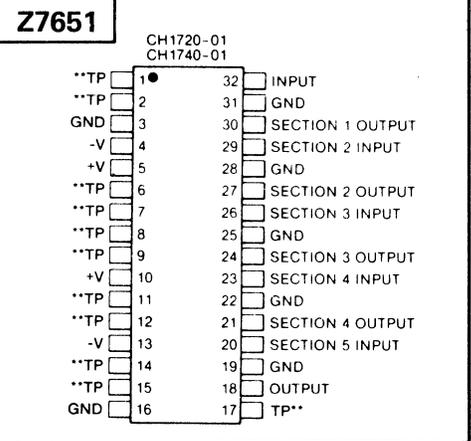 Z7651
CH1720-01
CH1740-01
**TP 1 32 INPUT
**TP 2 31 GND
GND 3 30 SECTION 1 OUTPUT
-V 4 29 SECTION 2 INPUT
+V 5 28 GND
**TP 6 27 SECTION 2 OUTPUT
**TP 7 26 SECTION 3 INPUT
**TP 8 25 GND
**TP 9 24 SECTION 3 OUTPUT
+V 10 23 SECTION 4 INPUT
**TP 11 22 GND
**TP 12 21 SECTION 4 OUTPUT
-V 13 20 SECTION 5 INPUT
**TP 14 19 GND
**TP 15 18 OUTPUT
GND 16 17 TP**